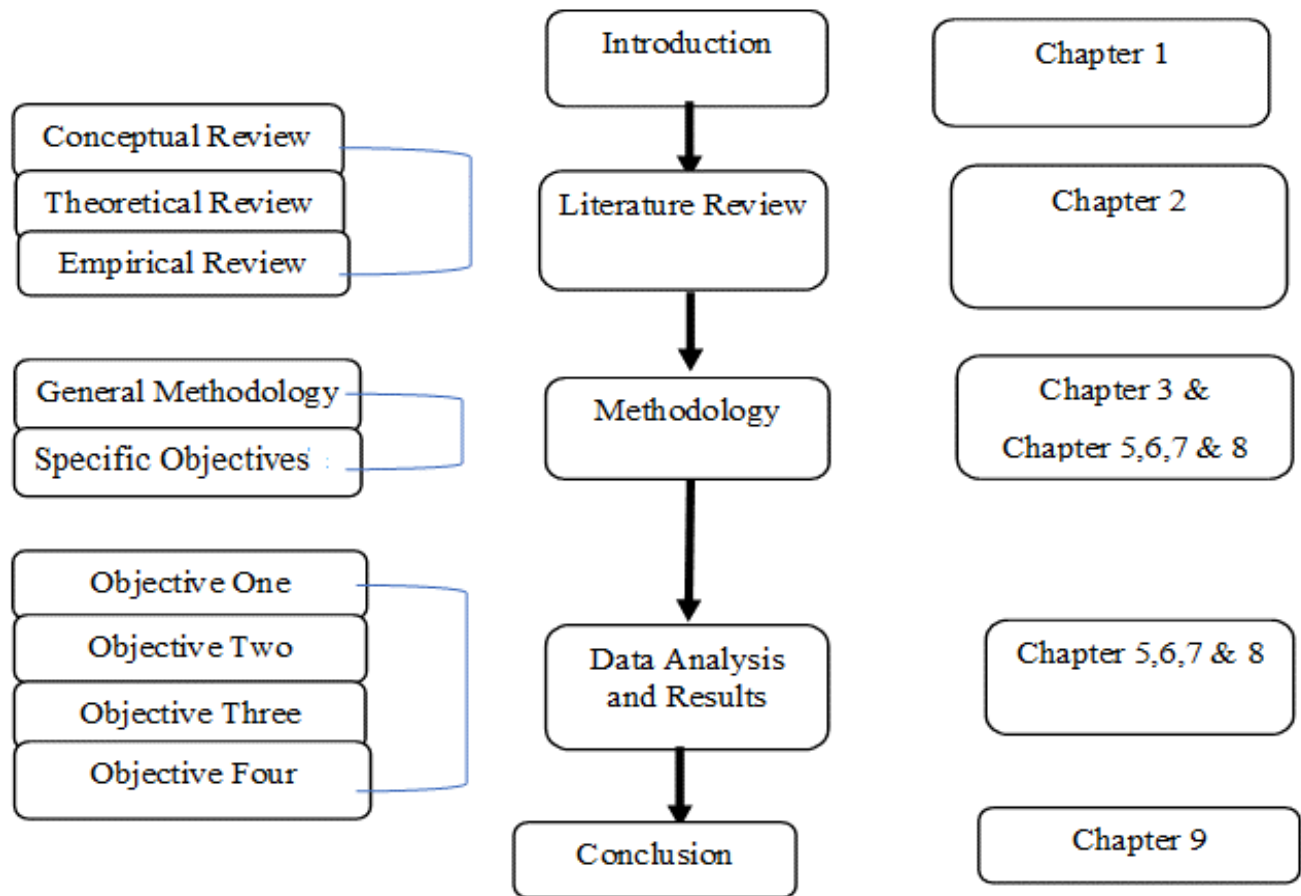 Introduction
Chapter 1
Conceptual Review
Theoretical Review
Empirical Review
Literature Review
Chapter 2
General Methodology
Specific Objectives :
Methodology
Chapter 3 &
Chapter 5,6,7 & 8
Objective One
Objective Two
Objective Three
Objective Four
Data Analysis
and Results
Chapter 5,6,7 & 8
Conclusion
Chapter 9